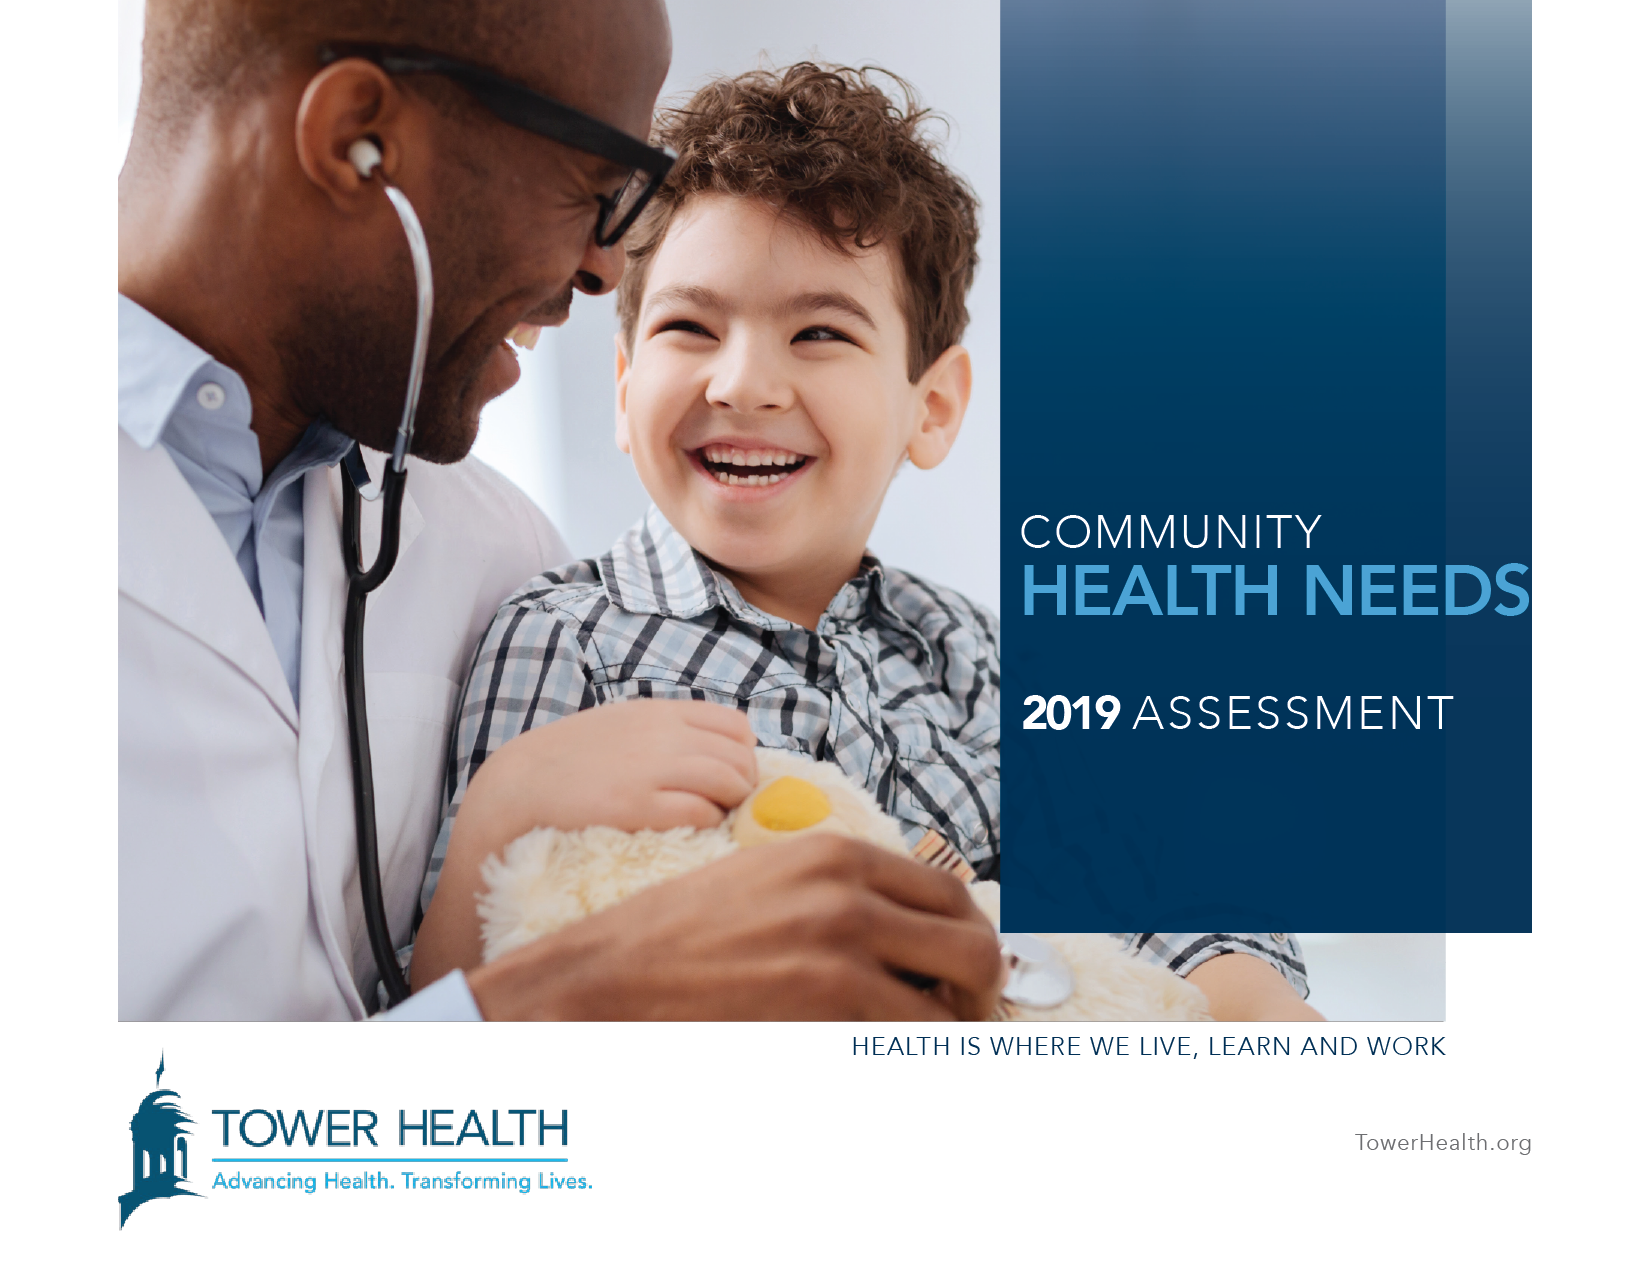 COMMUNITY
HEALTH NEEDS
2019 ASSESSMENT
HEALTH IS WHERE WE LIVE, LEARN AND WORK
TOWER HEALTH
Advancing Health. Transforming Lives.
TowerHealth.org